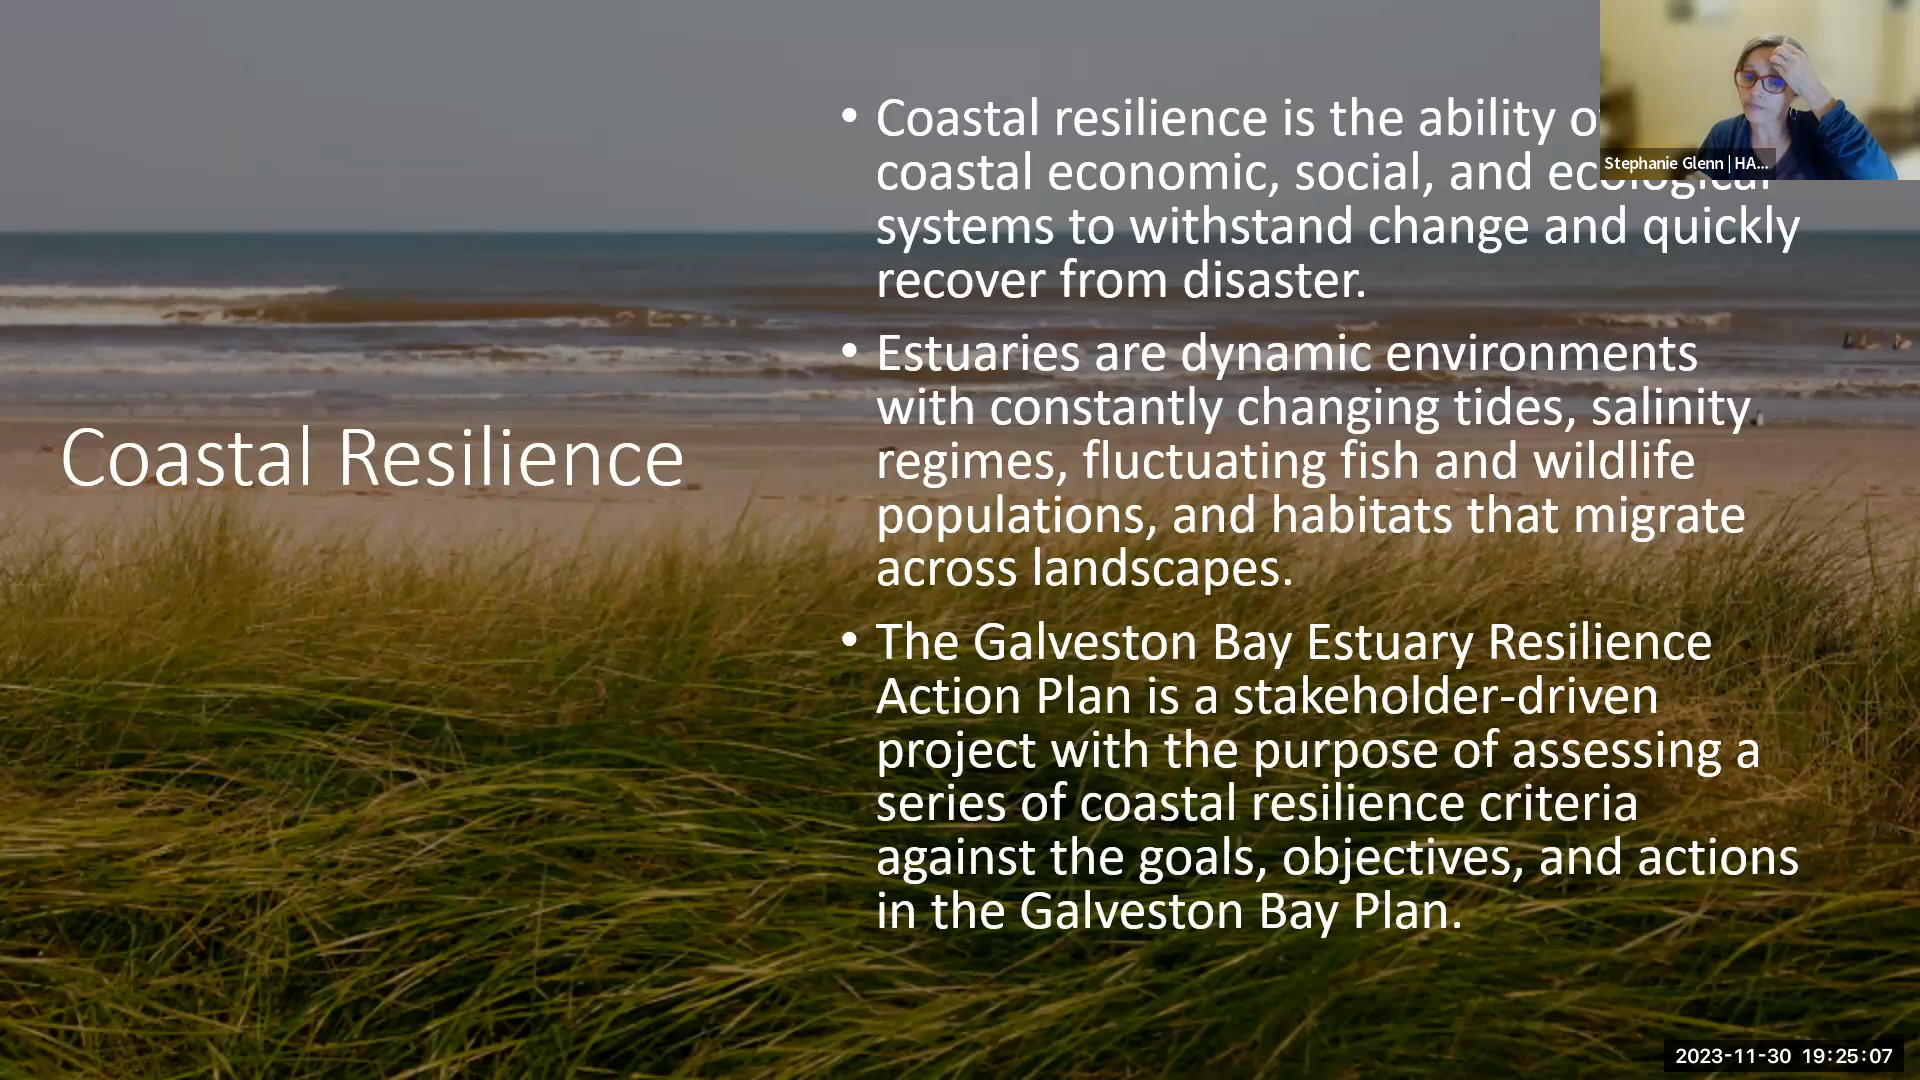 Coastal Resilience
• Coastal resilience is the ability
coastal economic, social, and ecological
systems to withstand change and quickly
recover from disaster.
• Estuaries are dynamic environments
with constantly changing tides, salinity
regimes, fluctuating fish and wildlife
populations, and habitats that migrate
across landscapes.
• The Galveston Bay Estuary Resilience
Action Plan is a stakeholder-driven
project with the purpose of assessing a
series of coastal resilience criteria
against the goals, objectives, and actions
in the Galveston Bay Plan.
Stephanie Glenn | HA...
2023-11-30 19:25:07